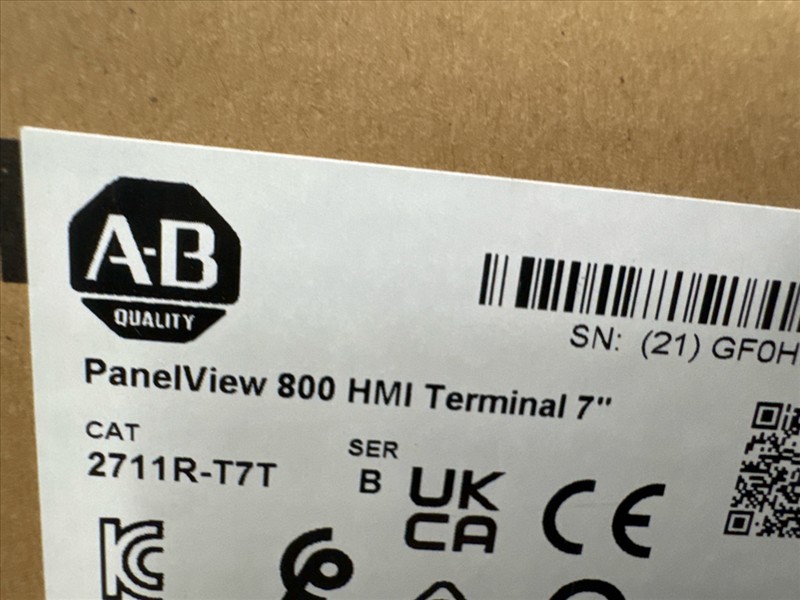 A-B
QUALITY
SN: (21) GF0H
PanelView 800 HMI Terminal 7"
CAT
2711R-T7T
SER
B
UK
CA
CE